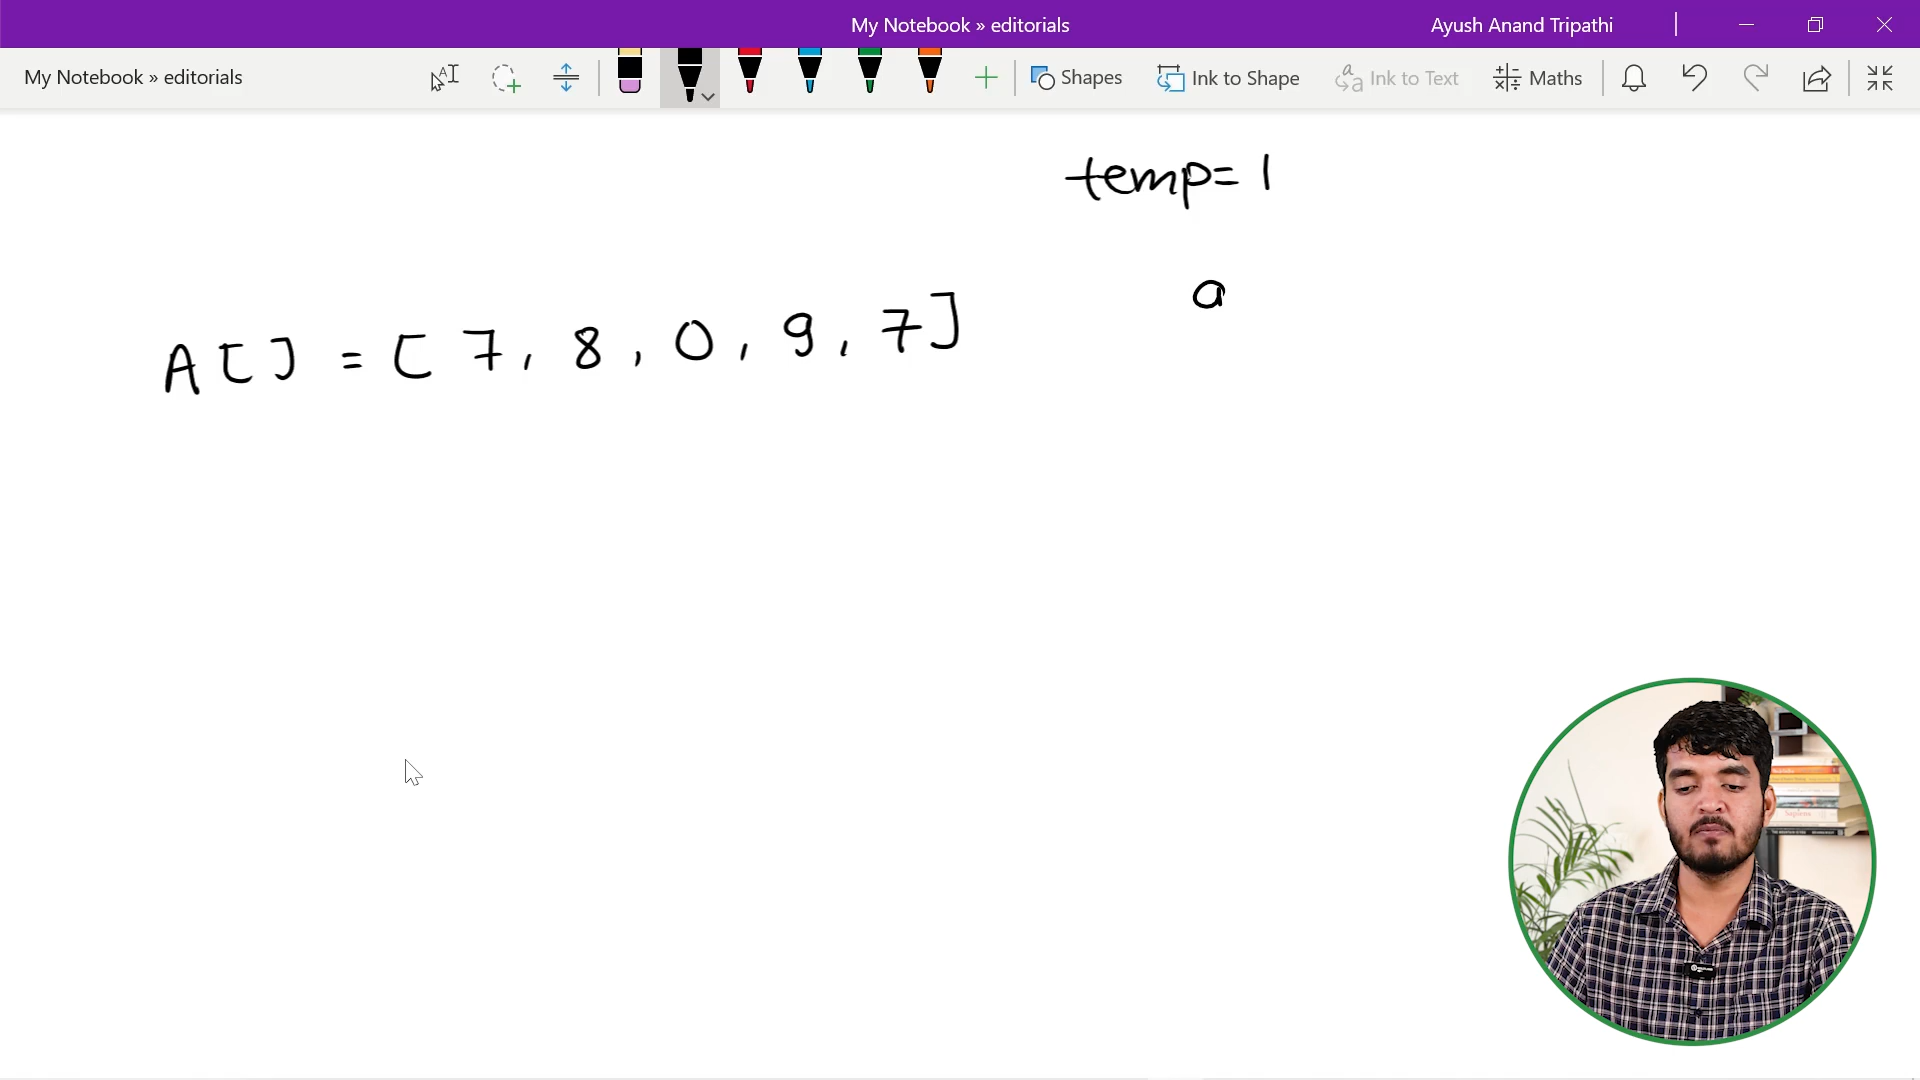 My Notebook » editorials
Ayush Anand Tripathi
My Notebook » editorials
Shapes
Ink to Shape
Ink to Text
Maths
temp= 1
a
A[] = [ 7, 8, 0, 9, 7]